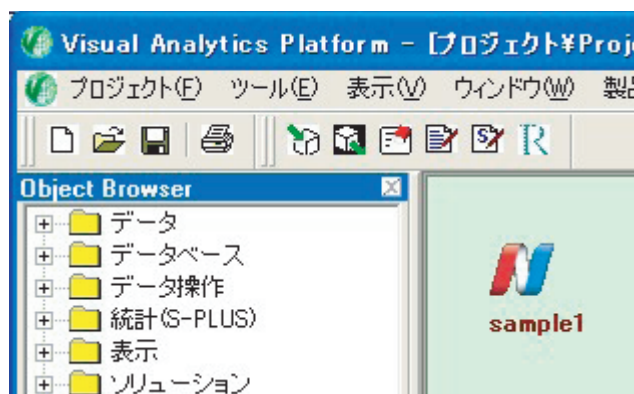 Visual Analytics Platform - [プロジェクト¥Proj
プロジェクト(F) ツール(E) 表示(V) ウィンドウ(W) 製品
Object Browser
データ
データベース
データ操作
統計(S-PLUS)
表示
ソリューション
sample1